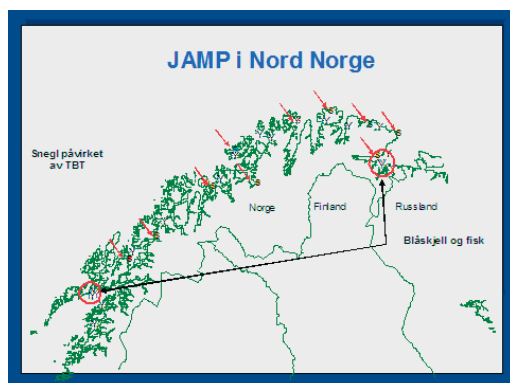 JAMP i Nord Norge
Snegl påvirket
av TBT
Norge
Finland
Russland
Blåskjell og fisk